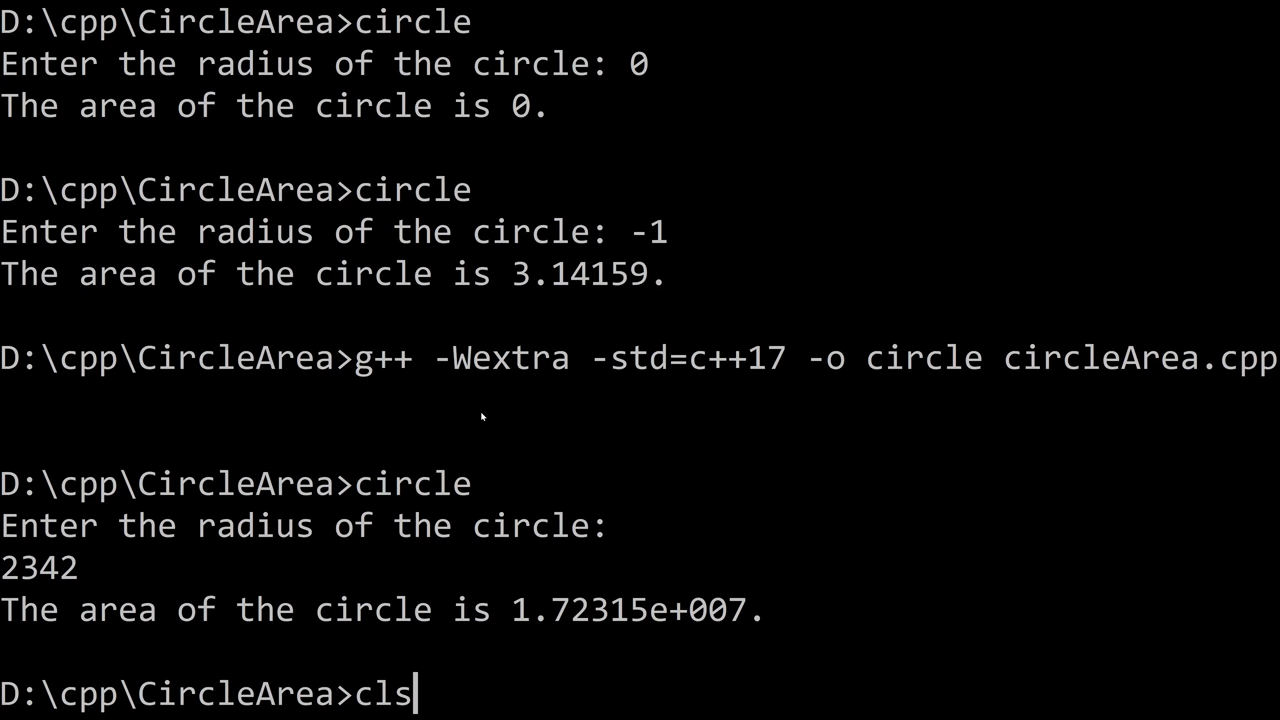 D:\cpp\CircleArea>circle
Enter the radius of the circle: 0
The area of the circle is 0.
D:\cpp\CircleArea>circle
Enter the radius of the circle: -1
The area of the circle is 3.14159.
D:\cpp\CircleArea>g++ -Wextra -std=c++17 -o circle circleArea.cpp
D:\cpp\CircleArea>circle
Enter the radius of the circle:
2342
The area of the circle is 1.72315e+007.
D:\cpp\CircleArea>cls